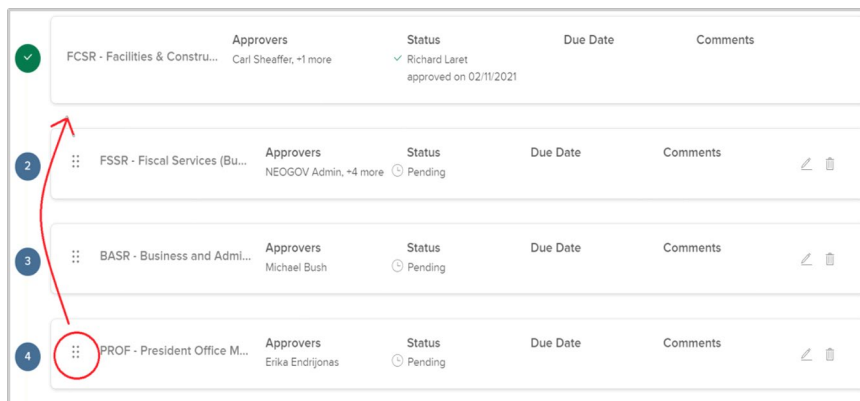 Approvers Status Due Date Comments
FCSR - Facilities & Constru... Carl Sheaffer, +1 more Richard Laret
approved on 02/11/2021
2 FSSR - Fiscal Services (Bu... Approvers Status Due Date Comments
NEOGOV Admin, +4 more Pending
3 BASR - Business and Admi... Approvers Status Due Date Comments
Michael Bush Pending
4 PROF - President Office M... Approvers Status Due Date Comments
Erika Endrijonas Pending